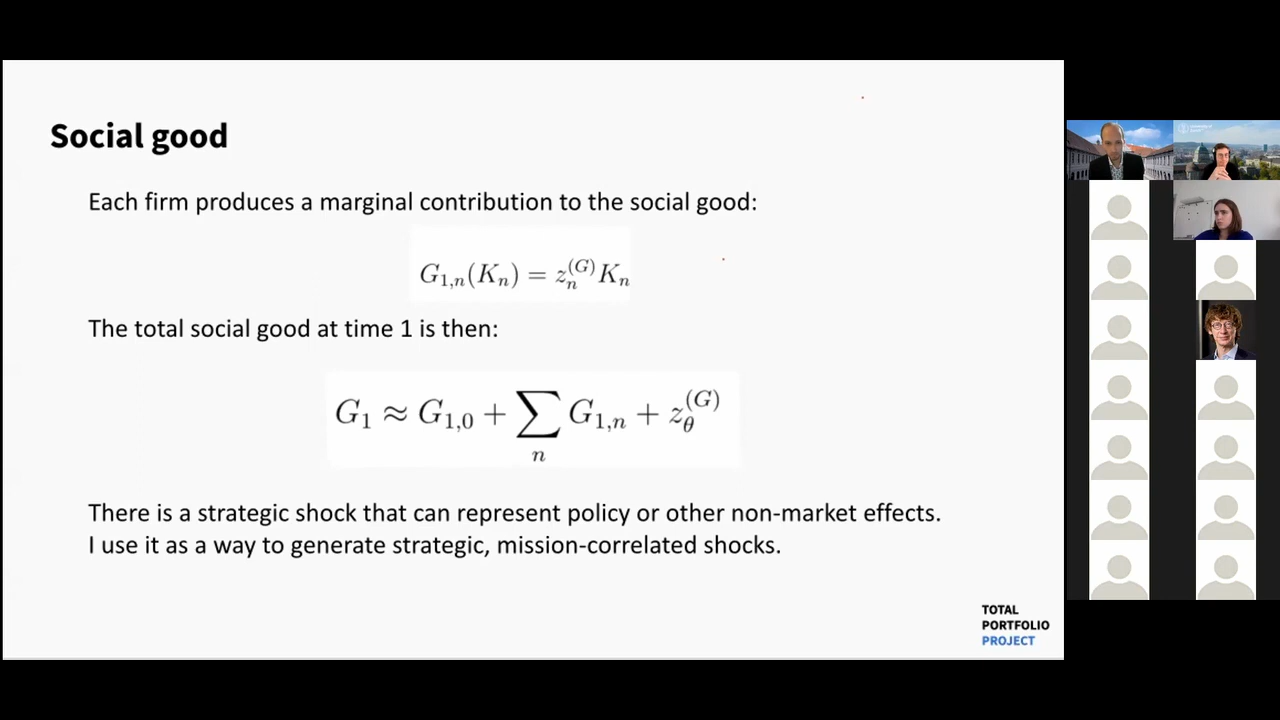 Social good
Each firm produces a marginal contribution to the social good:
G_{1,n}(K_n) = z_n^{(G)} K_n
The total social good at time 1 is then:
G_1 ≈ G_{1,0} + ∑_n G_{1,n} + z_θ^{(G)}
There is a strategic shock that can represent policy or other non-market effects.
I use it as a way to generate strategic, mission-correlated shocks.
TOTAL
PORTFOLIO
PROJECT